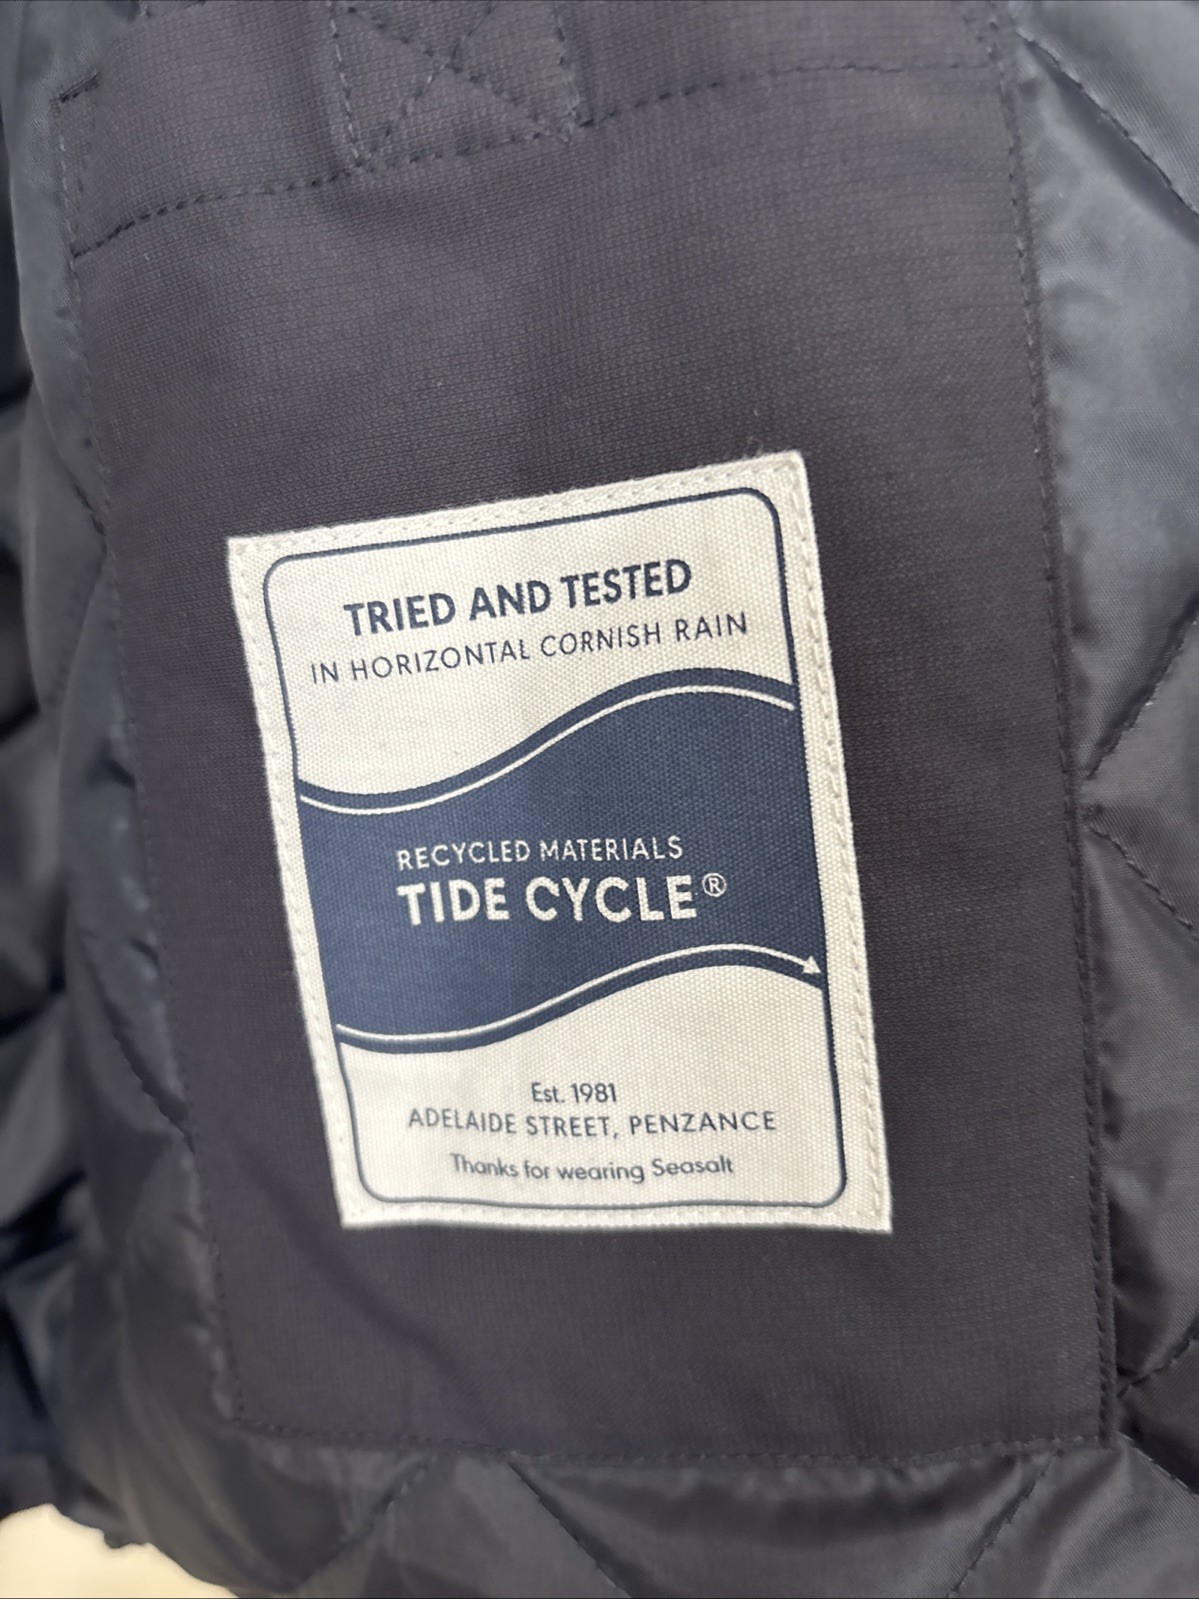 TRIED AND TESTED
IN HORIZONTAL CORNISH RAIN
RECYCLED MATERIALS
TIDE CYCLE®
Est. 1981
ADELAIDE STREET, PENZANCE
Thanks for wearing Seasalt